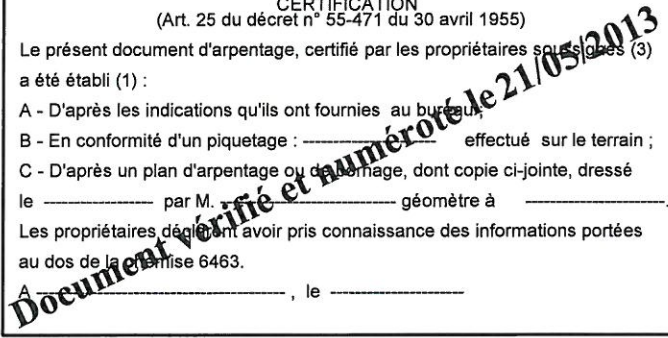 CERTIFICATION
(Art. 25 du décret n° 55-471 du 30 avril 1955)
Le présent document d'arpentage, certifié par les propriétaires soussignés (3)
a été établi (1) :
A - D'après les indications qu'ils ont fournies au bureau;
B - En conformité d'un piquetage : -------------------- effectué sur le terrain ;
C - D'après un plan d'arpentage ou de bornage, dont copie ci-jointe, dressé
le ---------------- par M. ------------------------- géomètre à ----------------.
Les propriétaires déclarent avoir pris connaissance des informations portées
au dos de la chemise 6463.
A ------------------------------------ , le -------------------
Document vérifié et numéroté le 21/05/2013